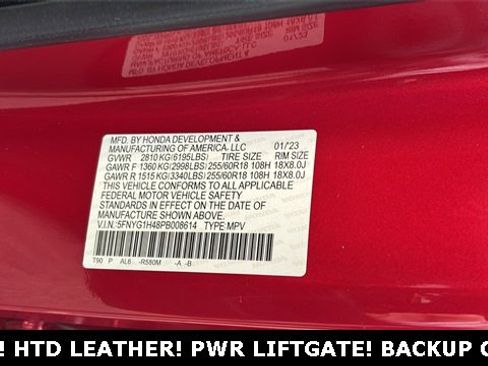 MFD. BY HONDA DEVELOPMENT &
MANUFACTURING OF AMERICA, LLC 01/23
GVWR 2810 KG (6195LBS) TIRE SIZE RIM SIZE
GAWR F 1360 KG (2998LBS) 255/60R18 108H 18X8.0J
GAWR R 1515 KG(3340LBS) 255/60R18 108H 18X8.0J
THIS VEHICLE CONFORMS TO ALL APPLICABLE
FEDERAL MOTOR VEHICLE SAFETY
STANDARDS IN EFFECT ON THE DATE OF
MANUFACTURE SHOWN ABOVE.
V.I.N.: 5FNYG1H48PB008614 TYPE: MPV
T90 P AL6 -R580M -A -B
! HTD LEATHER! PWR LIFTGATE! BACKUP